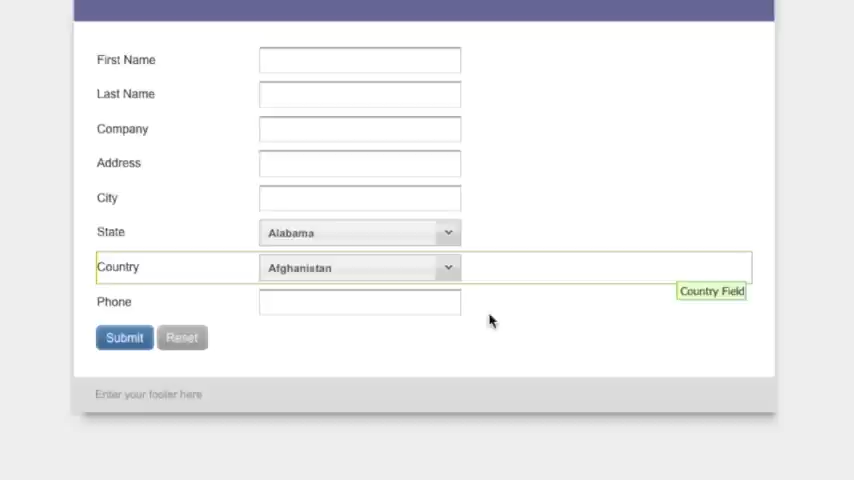 First Name
Last Name
Company
Address
City
State Alabama
Country Afghanistan
Country Field
Phone
Submit Reset
Enter your footer here